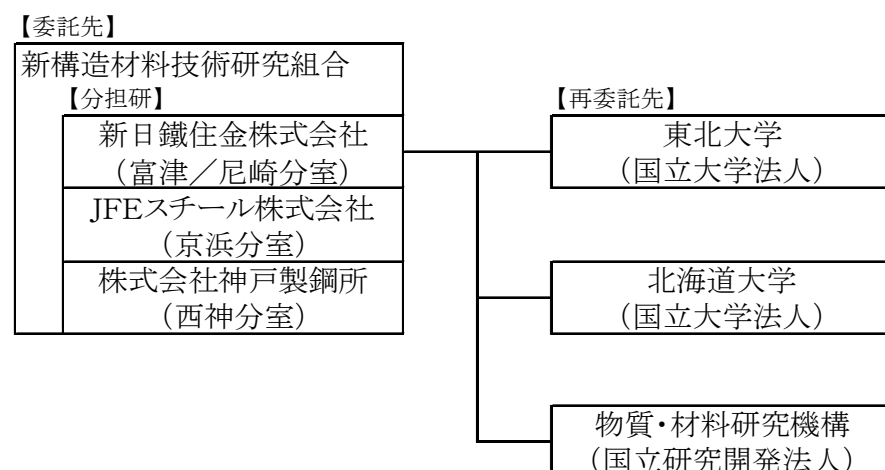 【委託先】
新構造材料技術研究組合
【分担研】
新日鐵住金株式会社
（富津／尼崎分室）
JFEスチール株式会社
（京浜分室）
株式会社神戸製鋼所
（西神分室）
【再委託先】
東北大学
（国立大学法人）
北海道大学
（国立大学法人）
物質・材料研究機構
（国立研究開発法人）